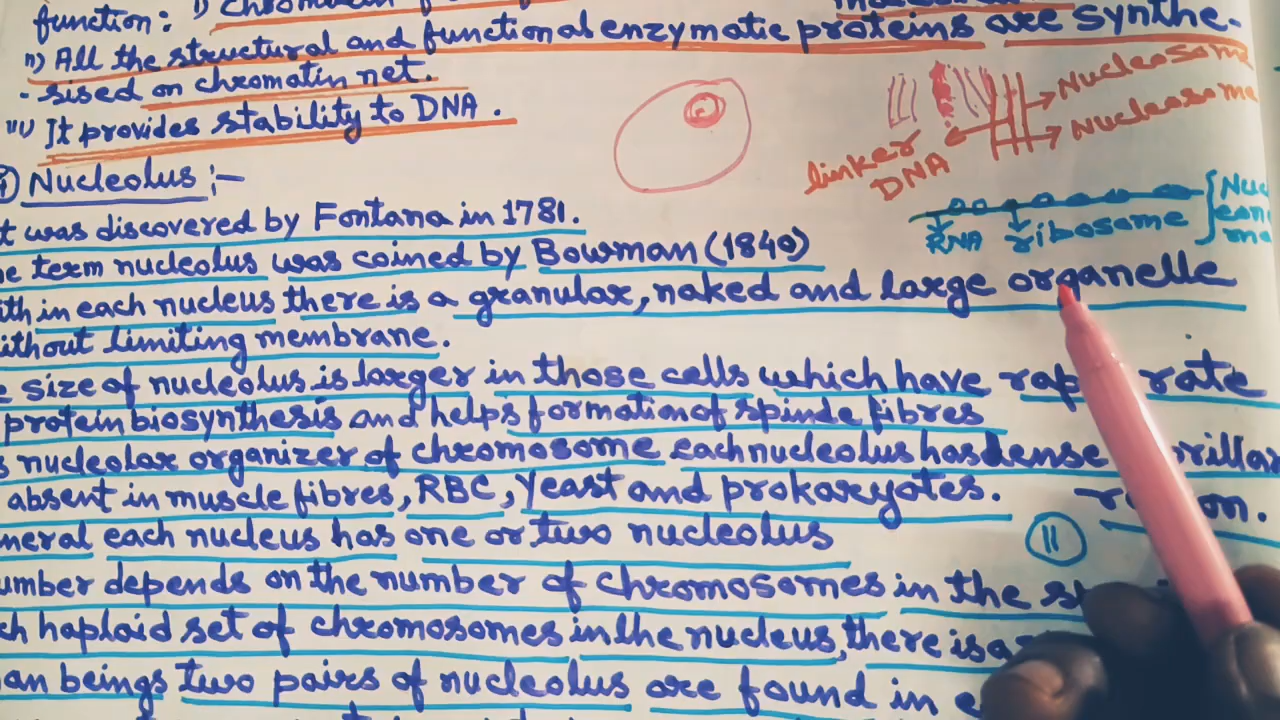 function: i) Chromatin
ii) All the structural and functional enzymatic proteins are synthe-
-sised on chromatin net.
iii) It provides stability to DNA.
Nucleosome
Nucleosome
linker
DNA
RNA
ribosome
Nucleolus :-
t was discovered by Fontana in 1781.
e term nucleolus was coined by Bowman (1840)
ith in each nucleus there is a granular, naked and large organelle
ithout limiting membrane.
e size of nucleolus is larger in those cells which have rap rate
protein biosynthesis and helps formation of spinde fibres
s nucleolar organizer of chromosome each nucleolus has dense rillar
absent in muscle fibres, RBC, Yeast and prokaryotes. r on.
neral each nucleus has one or two nucleolus
11
umber depends on the number of chromosomes in the s
ch haploid set of chromosomes in the nucleus, there is a
an beings two pairs of nucleolus are found in e